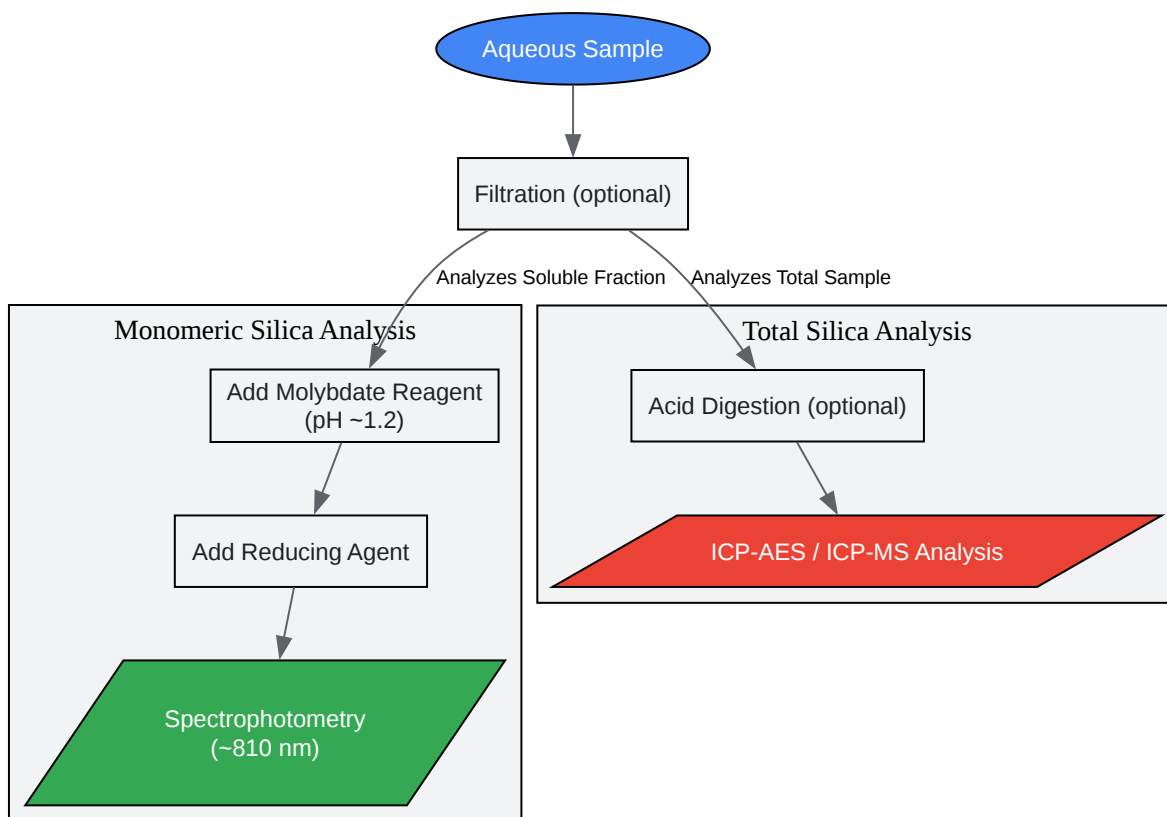 Aqueous Sample
Filtration (optional)
Analyzes Soluble Fraction
Analyzes Total Sample
Monomeric Silica Analysis
Total Silica Analysis
Add Molybdate Reagent
(pH ~1.2)
Acid Digestion (optional)
Add Reducing Agent
ICP-AES / ICP-MS Analysis
Spectrophotometry
(~810 nm)